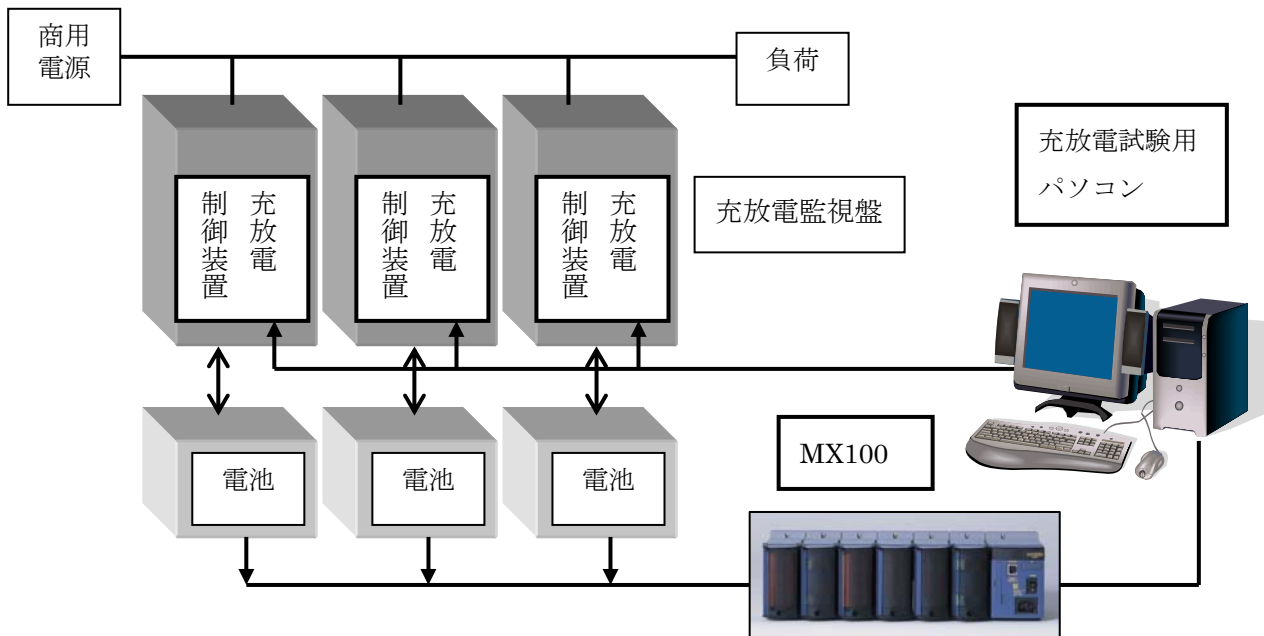 商用
電源
負荷
充放電
制御装置
充放電
制御装置
充放電
制御装置
充放電監視盤
充放電試験用
パソコン
電池
電池
電池
MX100